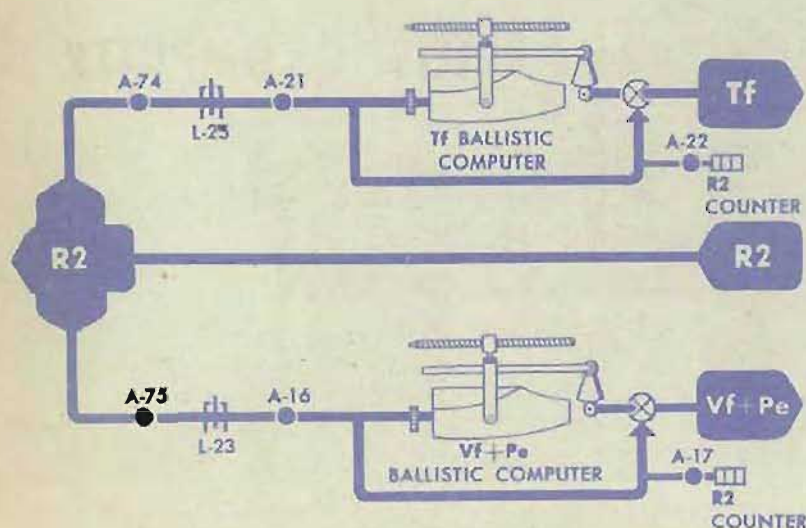 A-74
A-21
L-25
Tf BALLISTIC
COMPUTER
Tf
A-22
R2
COUNTER
R2
R2
A-75
A-16
L-23
Vf+Pe
BALLISTIC COMPUTER
Vf+Pe
A-17
R2
COUNTER